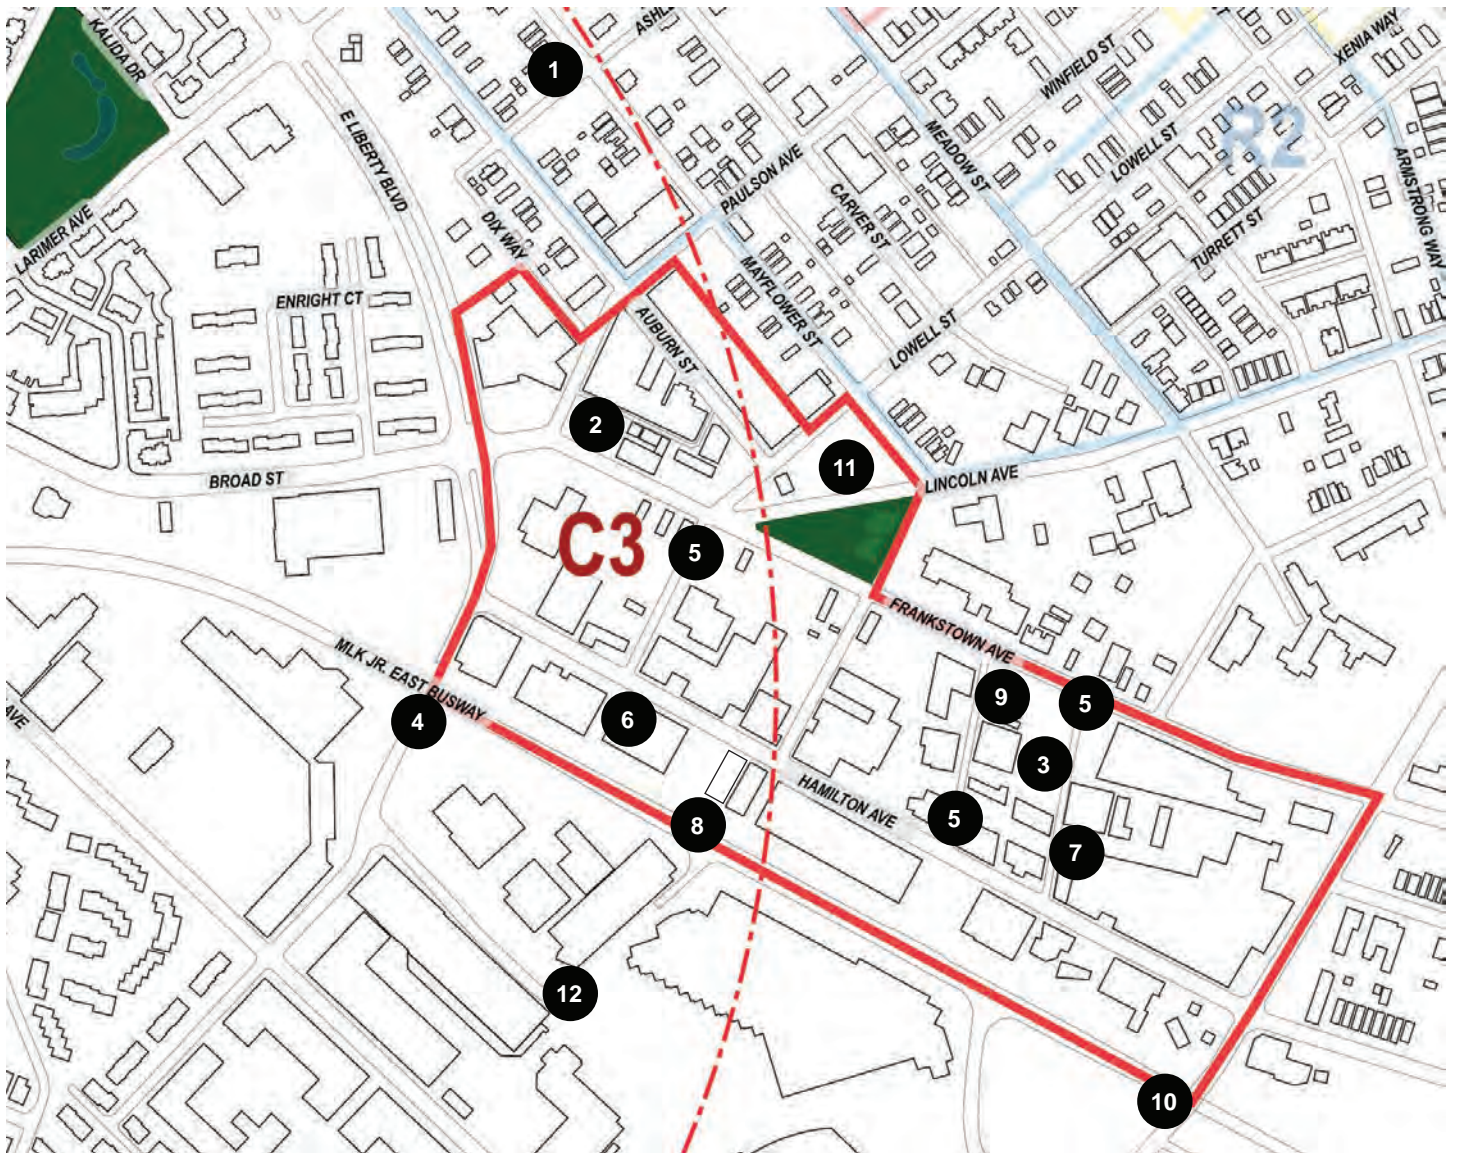 KALIDA DR
ASHL
1
XENIA WAY
WINFIELD ST
ST
E LIBERTY BLVD
MEADOW ST
R2
LOWELL ST
PAULSON AVE
ARMSTRONG WAY
LARIMER AVE
DIX WAY
CARVER ST
TURRETT ST
ENRIGHT CT
MAYFLOWER ST
AUBURN ST
LOWELL ST
2
11
BROAD ST
LINCOLN AVE
C3
5
FRANKSTOWN AVE
MLK JR. EAST BUSWAY
9
5
AVE
4
6
3
HAMILTON AVE
8
5
7
12
10